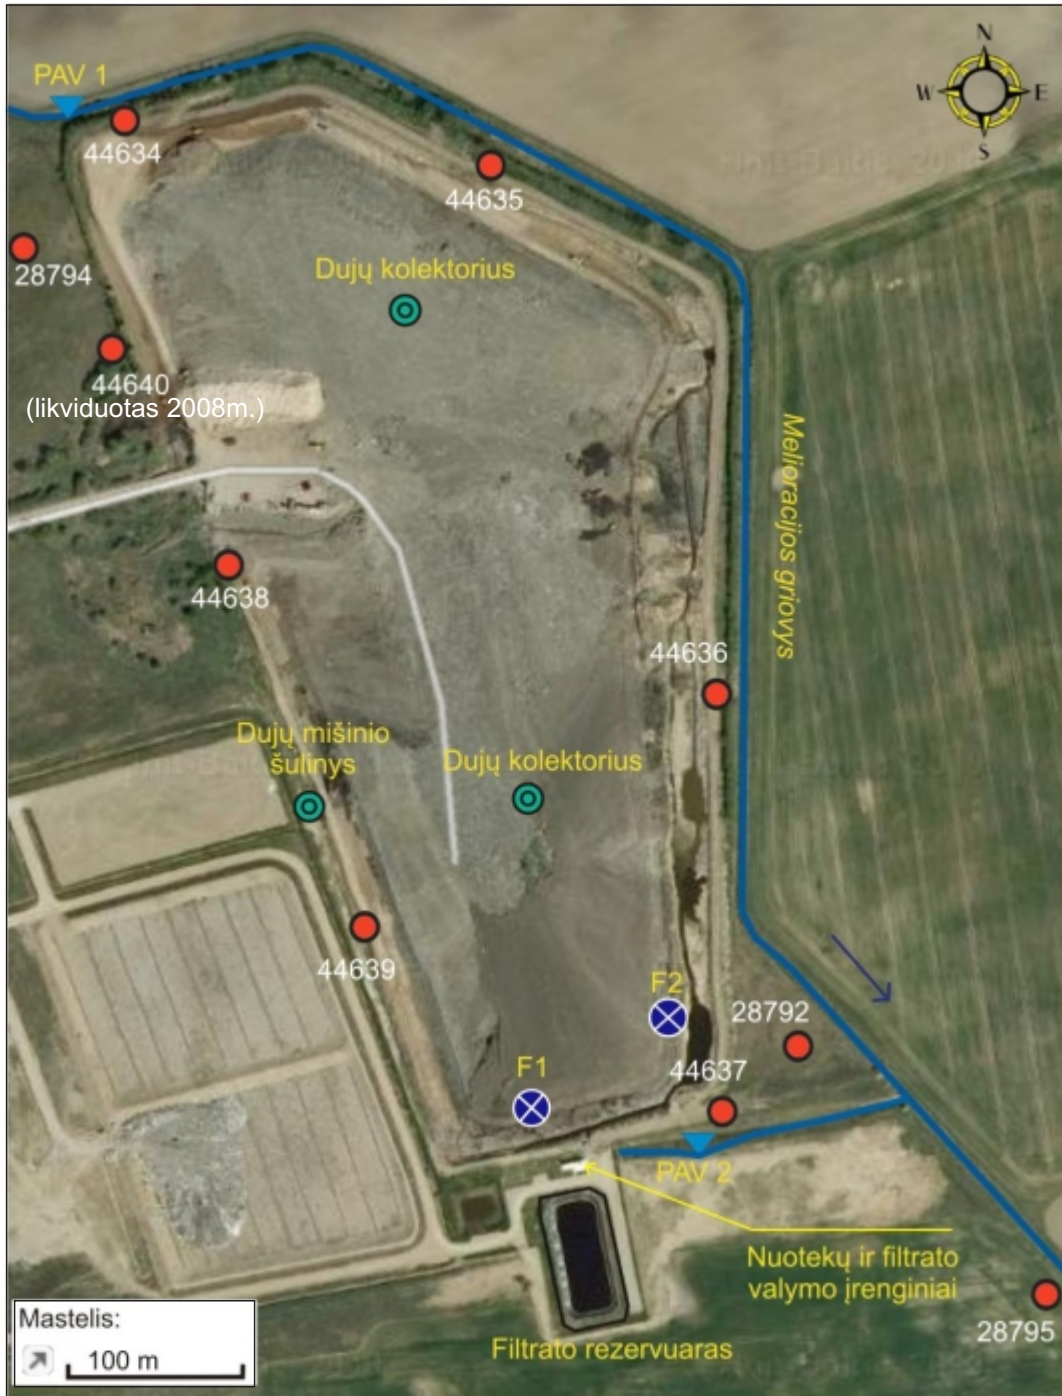 N
W
E
S
PAV 1
44634
44635
28794
Dujų kolektorius
44640
(likviduotas 2008m.)
Melioracijos griovys
44638
44636
Dujų mišinio
šulinys
Dujų kolektorius
44639
F2
28792
F1
44637
PAV 2
Nuotekų ir filtrato
valymo įrenginiai
Mastelis:
100 m
Filtrato rezervuaras
28795